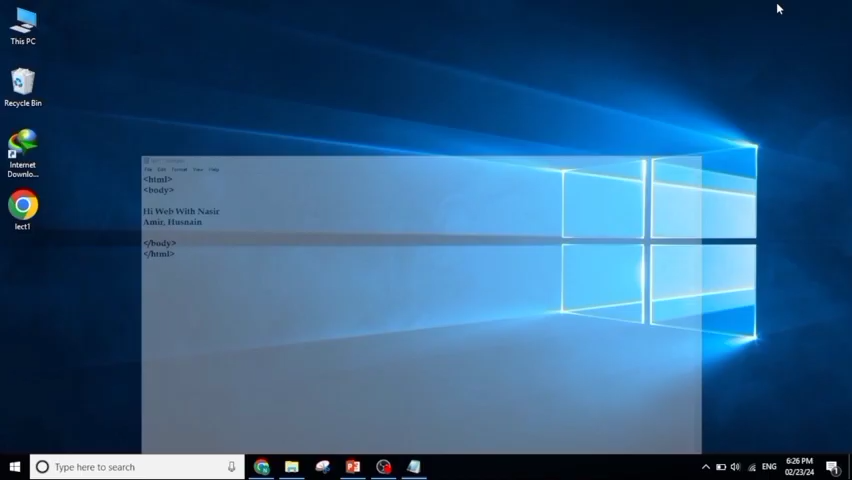 This PC
Recycle Bin
Internet
Downlo...
lect1
File Edit Format View Help
<html>
<body>
Hi Web With Nasir
Amir, Husnain
</body>
</html>
Type here to search
ENG
6:26 PM
02/23/24